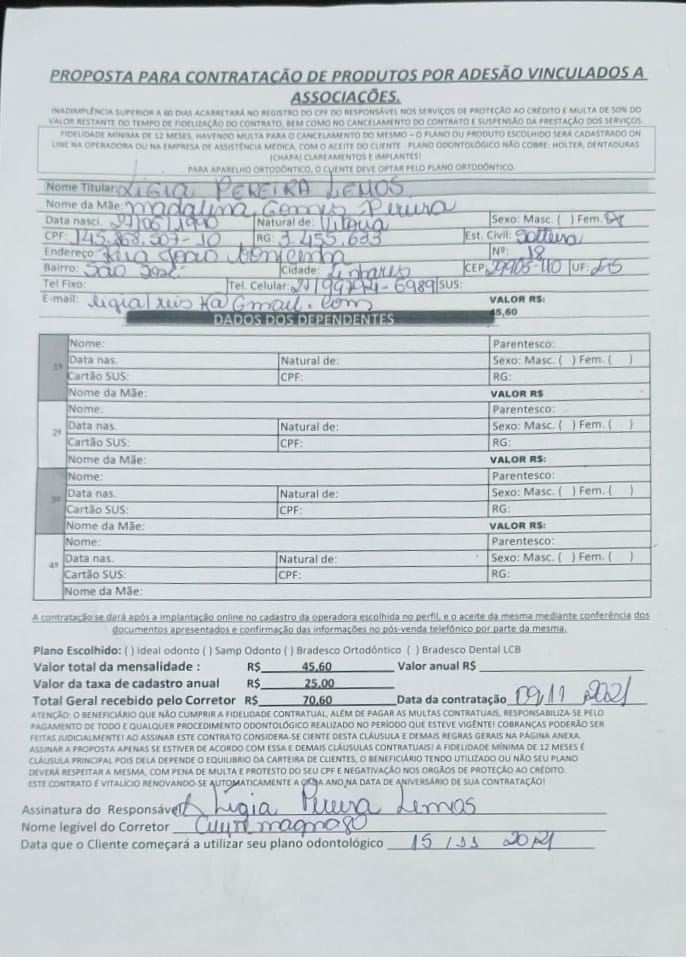 PROPOSTA PARA CONTRATAÇÃO DE PRODUTOS POR ADESÃO VINCULADOS A
ASSOCIAÇÕES.
INADIMPLÊNCIA SUPERIOR A 60 DIAS ACARRETARÁ NO REGISTRO DO CPF DO RESPONSÁVEL NOS SERVIÇOS DE PROTEÇÃO AO CRÉDITO E MULTA DE 50% DO
VALOR RESTANTE DO TEMPO DE FIDELIZAÇÃO DO CONTRATO, BEM COMO NO CANCELAMENTO DO CONTRATO E SUSPENSÃO DA PRESTAÇÃO DOS SERVIÇOS.
FIDELIDADE MÍNIMA DE 12 MESES, HAVENDO MULTA PARA O CANCELAMENTO DO MESMO – O PLANO OU PRODUTO ESCOLHIDO SERÁ CADASTRADO ON
LINE NA OPERADORA OU NA EMPRESA DE ASSISTÊNCIA MÉDICA, COM O ACEITE DO CLIENTE - PLANO ODONTOLÓGICO NÃO COBRE: HOLTER, DENTADURAS
(CHAPA) CLAREAMENTOS E IMPLANTES!
PARA APARELHO ORTODÔNTICO, O CLIENTE DEVE OPTAR PELO PLANO ORTODÔNTICO.
Nome Titular: LIGIA PEREIRA LEMOS
Nome da Mãe: Madalina Gomes Pereira
Data nasci. 27/06/1990 Natural de: Vitoria Sexo: Masc. ( ) Fem.
CPF: 145.868.507-10 RG: 3.455.633 Est. Civil: Solteira
Endereço: Rua João Nº: 18
Bairro: São José Cidade: Linhares CEP 29905-110 UF:
Tel Fixo: Tel. Celular: 27/99794-6989 SUS:
E-mail: @Gmail.com VALOR R$:
45,60
DADOS DOS DEPENDENTES
1º Nome: Parentesco:
Data nas. Natural de: Sexo: Masc. ( ) Fem. ( )
Cartão SUS: CPF: RG:
Nome da Mãe: VALOR R$
2º Nome: Parentesco:
Data nas. Natural de: Sexo: Masc. ( ) Fem. ( )
Cartão SUS: CPF: RG:
Nome da Mãe: VALOR R$:
3º Nome: Parentesco:
Data nas. Natural de: Sexo: Masc. ( ) Fem. ( )
Cartão SUS: CPF: RG:
Nome da Mãe: VALOR R$:
4º Nome: Parentesco:
Data nas. Natural de: Sexo: Masc. ( ) Fem. ( )
Cartão SUS: CPF: RG:
Nome da Mãe:
A contratação se dará após a implantação online no cadastro da operadora escolhida no perfil, e o aceite da mesma mediante conferência dos
documentos apresentados e confirmação das informações no pós-venda telefônico por parte da mesma.
Plano Escolhido: ( ) Ideal odonto ( ) Samp Odonto ( ) Bradesco Ortodôntico ( ) Bradesco Dental LCB
Valor total da mensalidade : R$ 45,60 Valor anual R$
Valor da taxa de cadastro anual R$ 25,00
Total Geral recebido pelo Corretor R$ 70,60 Data da contratação 09/11 2021
ATENÇÃO: O BENEFICIÁRIO QUE NÃO CUMPRIR A FIDELIDADE CONTRATUAL, ALÉM DE PAGAR AS MULTAS CONTRATUAIS, RESPONSABILIZA-SE PELO
PAGAMENTO DE TODO E QUALQUER PROCEDIMENTO ODONTOLÓGICO REALIZADO NO PERÍODO QUE ESTEVE VIGENTE! COBRANÇAS PODERÃO SER
FEITAS JUDICIALMENTE! AO ASSINAR ESTE CONTRATO CONSIDERA-SE CIENTE DESTA CLÁUSULA E DEMAIS REGRAS GERAIS NA PÁGINA ANEXA.
ASSINAR A PROPOSTA APENAS SE ESTIVER DE ACORDO COM ESSA E DEMAIS CLÁUSULAS CONTRATUAIS! A FIDELIDADE MÍNIMA DE 12 MESES É
CLÁUSULA PRINCIPAL POIS DELA DEPENDE O EQUILIBRIO DA CARTEIRA DE CLIENTES, O BENEFICIÁRIO TENDO UTILIZADO OU NÃO SEU PLANO
DEVERÁ RESPEITAR A MESMA, COM PENA DE MULTA E PROTESTO DO SEU CPF E NEGATIVAÇÃO NOS ORGÃOS DE PROTEÇÃO AO CRÉDITO.
ESTE CONTRATO É VITALÍCIO RENOVANDO-SE AUTOMATICAMENTE A CADA ANO NA DATA DE ANIVERSÁRIO DE SUA CONTRATAÇÃO!
Assinatura do Responsável Ligia Pereira Lemos
Nome legível do Corretor
Data que o Cliente começará a utilizar seu plano odontológico 15/11 2021